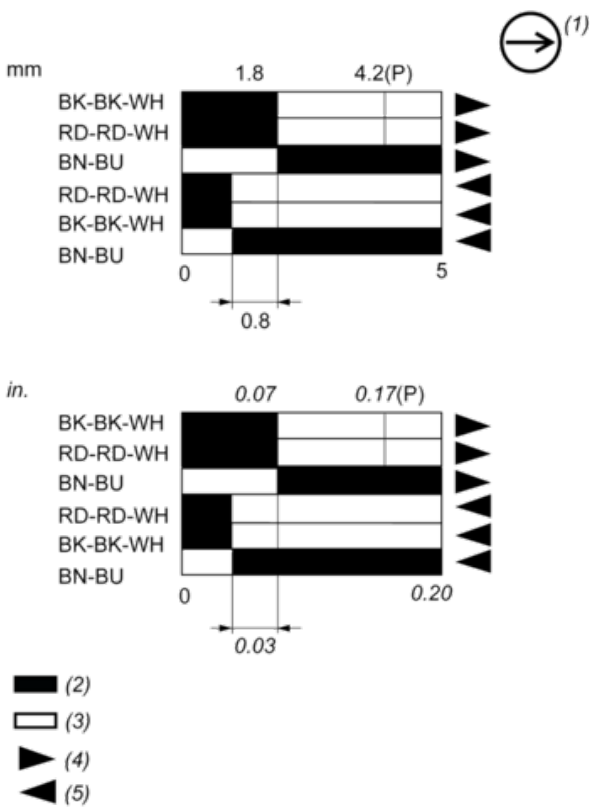 (1)
mm 1.8 4.2(P)
BK-BK-WH
RD-RD-WH
BN-BU
RD-RD-WH
BK-BK-WH
BN-BU
0 5
0.8
in. 0.07 0.17(P)
BK-BK-WH
RD-RD-WH
BN-BU
RD-RD-WH
BK-BK-WH
BN-BU
0 0.20
0.03
(2)
(3)
(4)
(5)